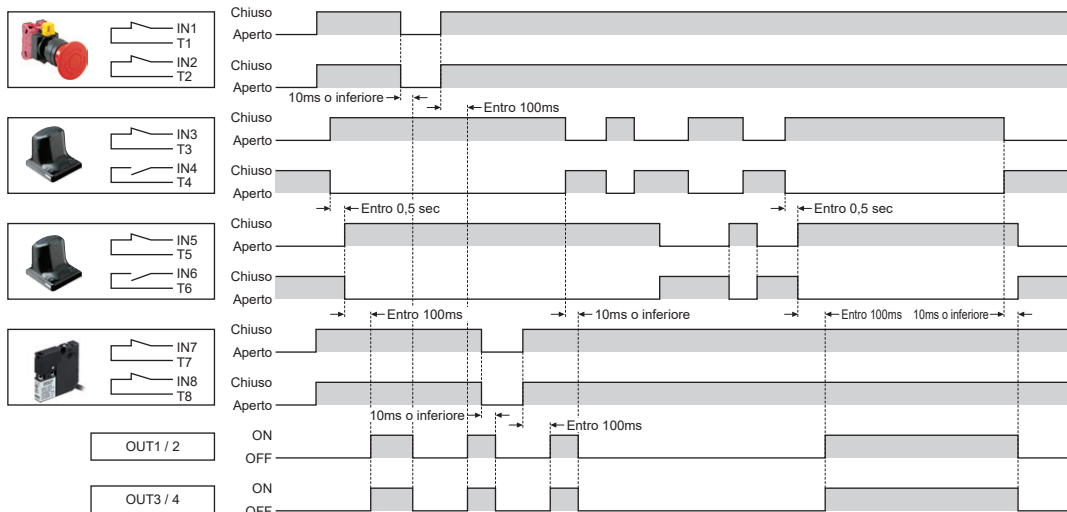 IN1
T1
IN2
T2
Chiuso
Aperto
Chiuso
Aperto
10ms o inferiore
Entro 100ms
IN3
T3
IN4
T4
Chiuso
Aperto
Chiuso
Aperto
Entro 0,5 sec
Entro 0,5 sec
IN5
T5
IN6
T6
Chiuso
Aperto
Chiuso
Aperto
Entro 100ms
10ms o inferiore
Entro 100ms
10ms o inferiore
IN7
T7
IN8
T8
Chiuso
Aperto
Chiuso
Aperto
10ms o inferiore
Entro 100ms
OUT1 / 2
ON
OFF
OUT3 / 4
ON
OFF